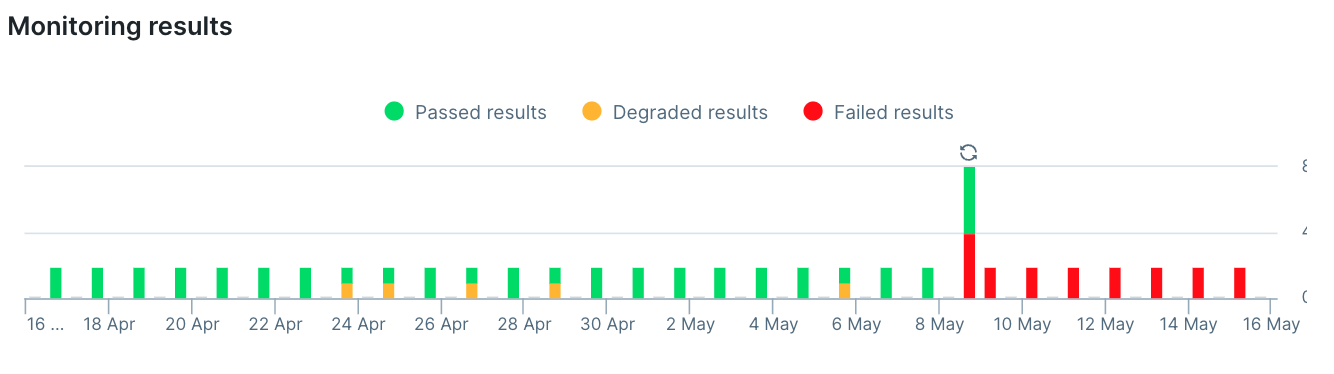 Monitoring results
Passed results
Degraded results
Failed results
8
4
0
16 ...
18 Apr
20 Apr
22 Apr
24 Apr
26 Apr
28 Apr
30 Apr
2 May
4 May
6 May
8 May
10 May
12 May
14 May
16 May